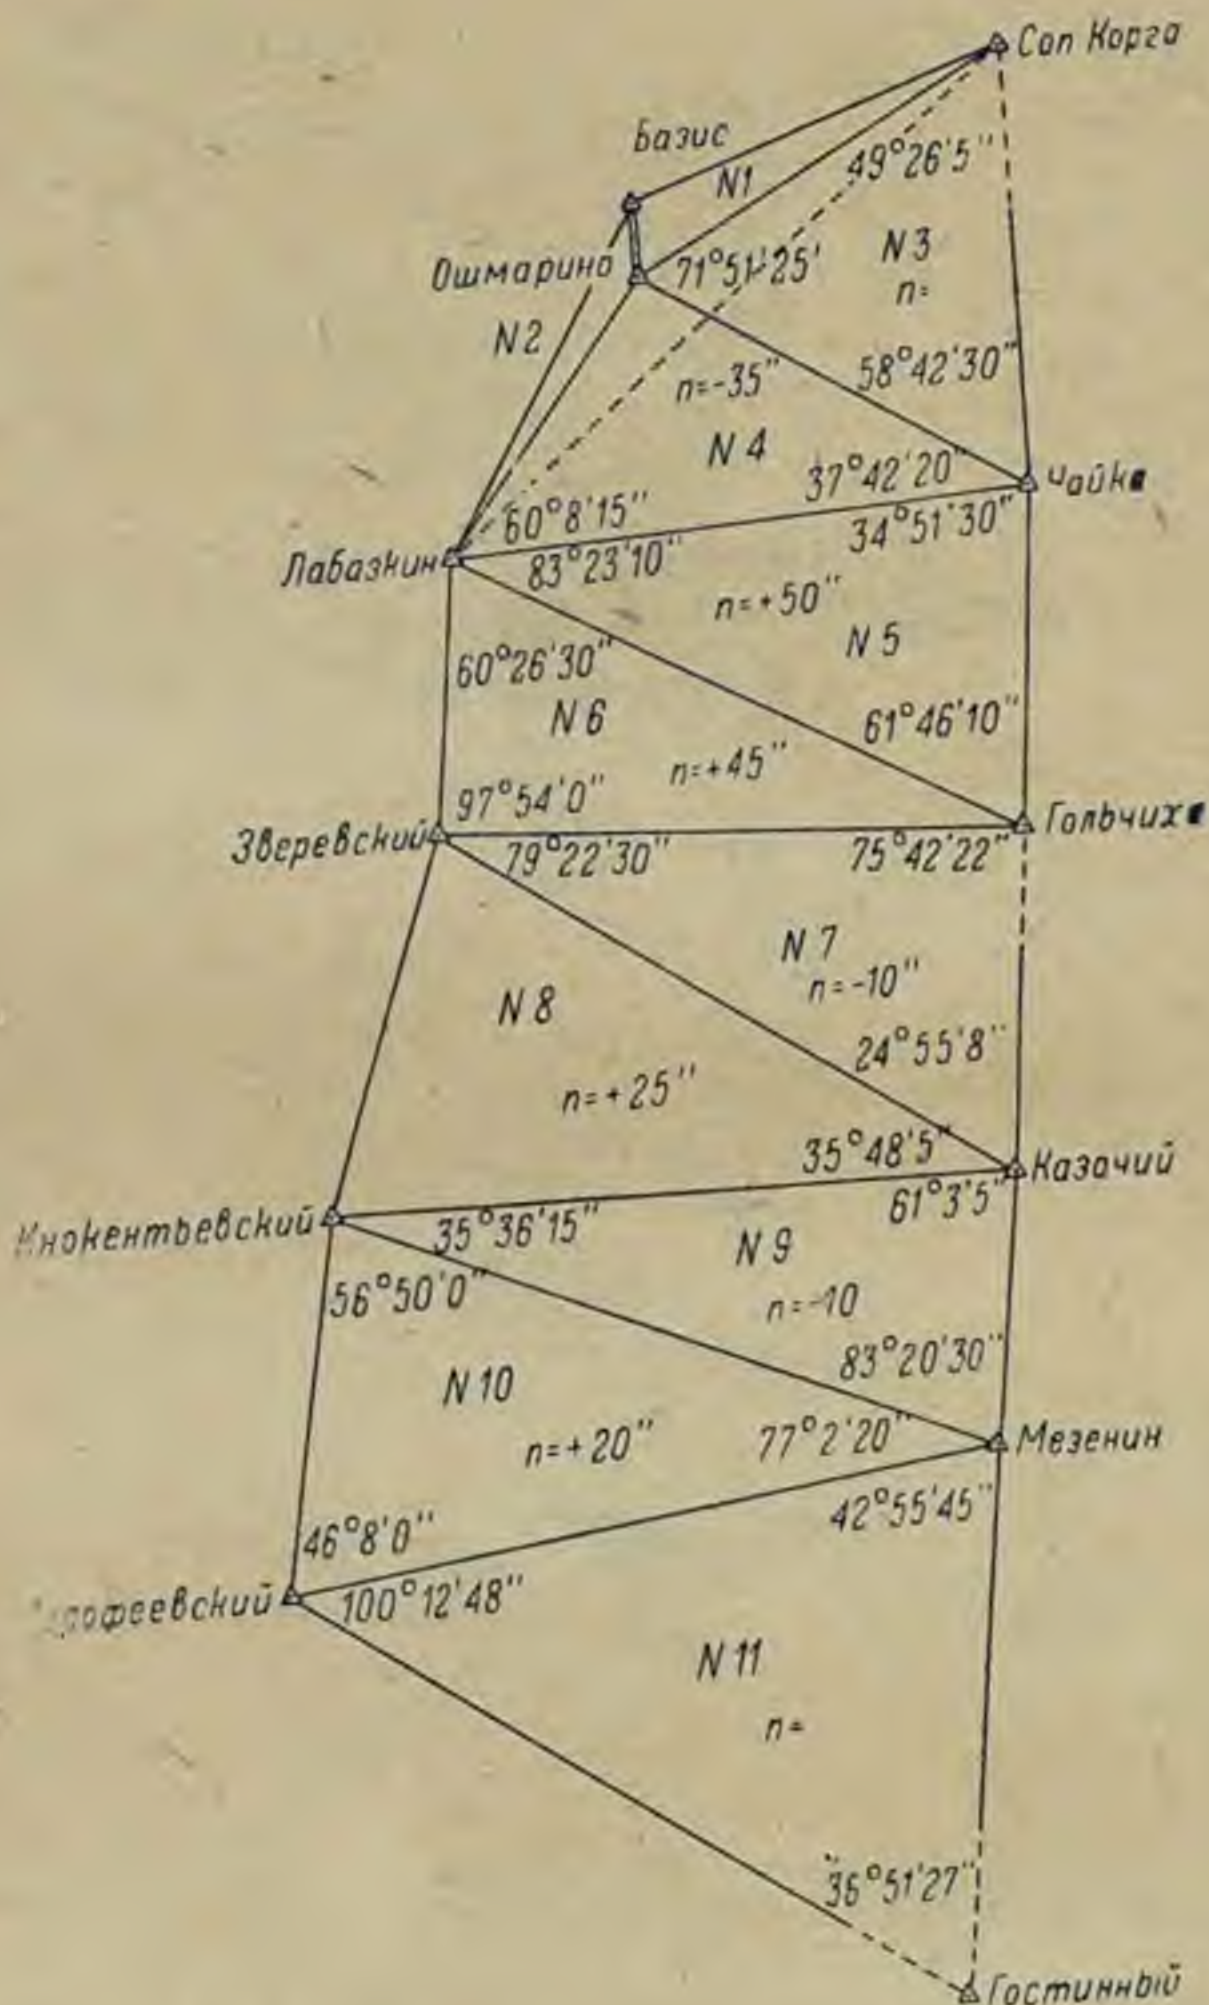 Сап Корга
Базис
N1
49°26'5"
Ошмарино
71°51'25'
N3
n=
N2
58°42'30"
n=-35"
N4
37°42'20"
Чайка
60°8'15"
34°51'30"
Лабазкин
83°23'10"
n=+50"
N5
60°26'30"
N6
61°46'10"
n=+45"
97°54'0"
Гольчиха
Зверевский
79°22'30"
75°42'22"
N7
n=-10"
N8
24°55'8"
n=+25"
35°48'5"
Казачий
Инокентьевский
35°36'15"
61°3'5"
N9
56°50'0"
n=-10
83°20'30"
N10
n=+20"
77°2'20"
Мезенин
42°55'45"
46°8'0"
100°12'48"
N11
n=
36°51'27"
Гостинный